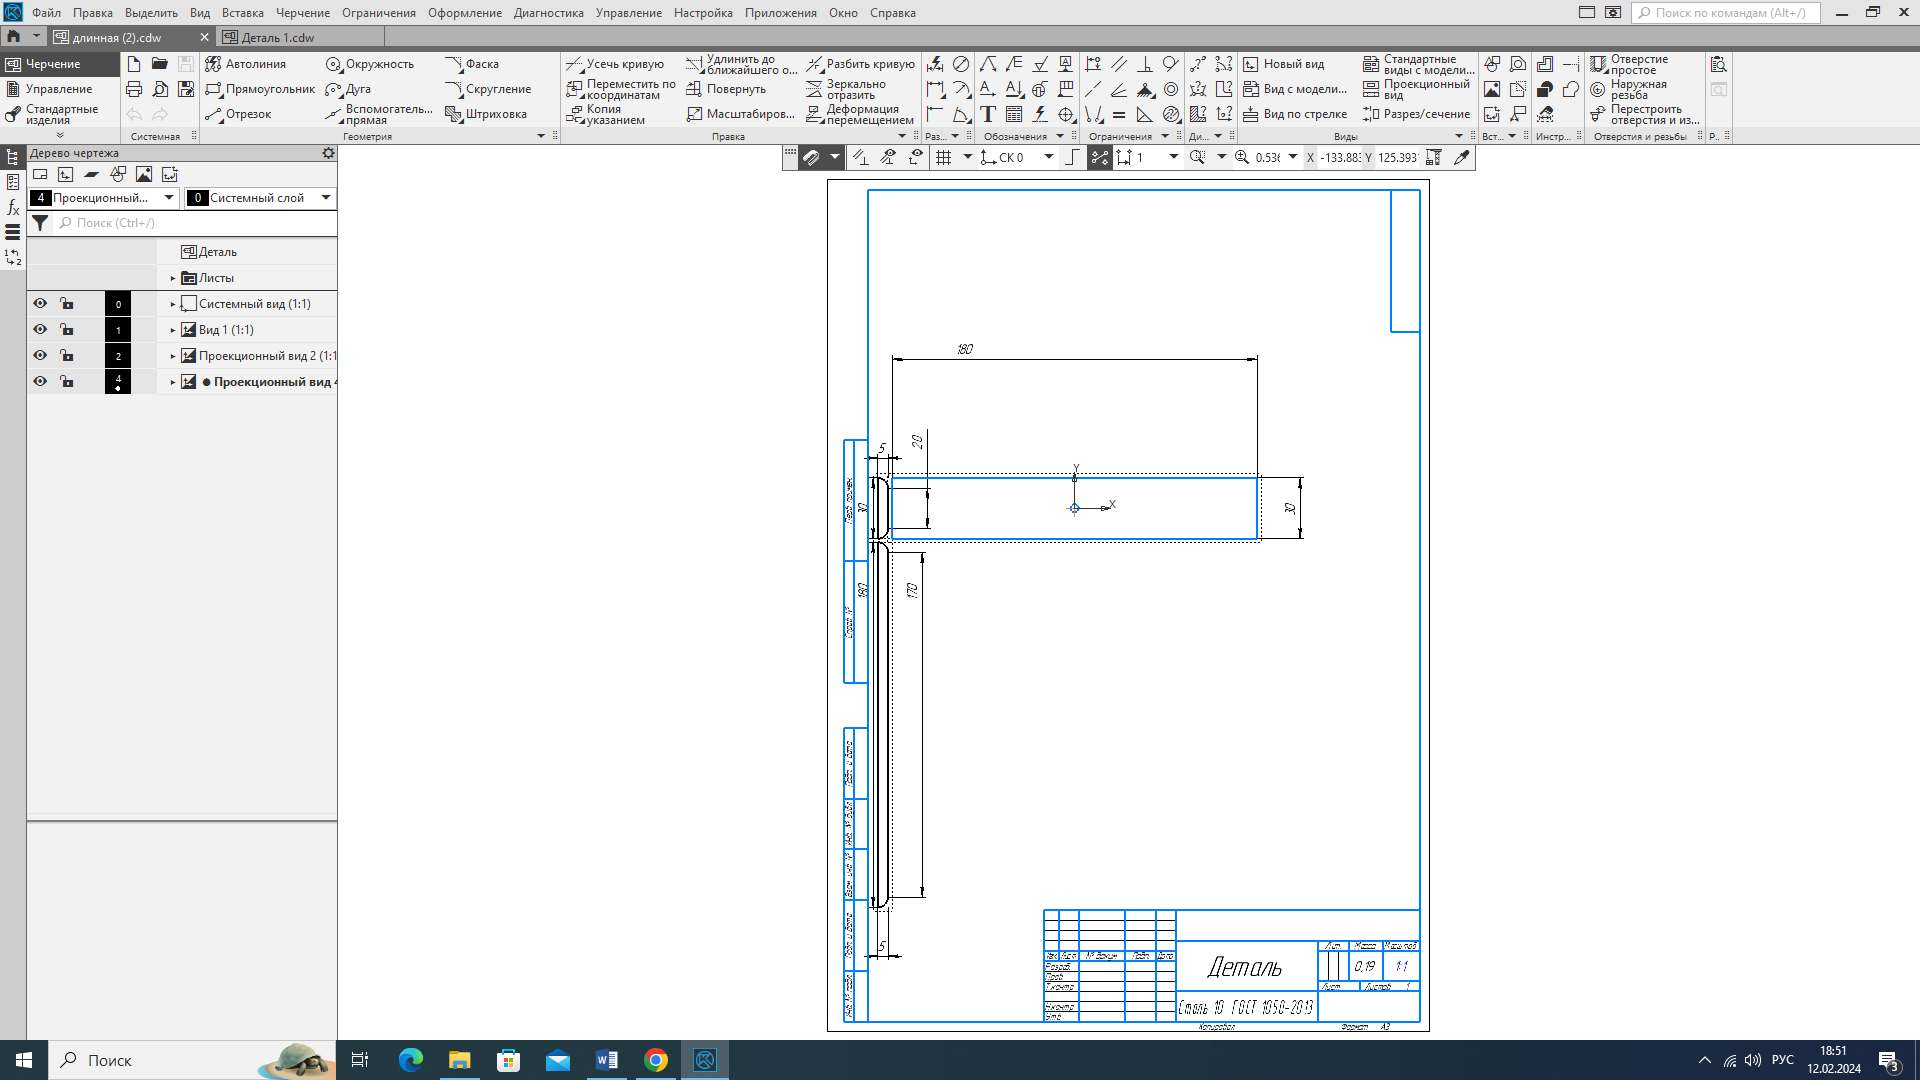 Файл Правка Выделить Вид Вставка Черчение Ограничения Оформление Диагностика Управление Настройка Приложения Окно Справка
Поиск по командам (Alt+/)
длинная (2).cdw
Деталь 1.cdw
Черчение
Управление
Стандартные изделия
Системная
Автолиния
Прямоугольник
Отрезок
Окружность
Дуга
Вспомогатель... прямая
Фаска
Скругление
Штриховка
Геометрия
Усечь кривую
Переместить по координатам
Копия указанием
Удлинить до ближайшего о...
Повернуть
Масштабиров...
Разбить кривую
Зеркально отразить
Деформация перемещением
Правка
Раз...
Обозначения
Ограничения
Ди...
Новый вид
Вид с модели...
Вид по стрелке
Стандартные виды с модели...
Проекционный вид
Разрез/сечение
Виды
Вст...
Инстр...
Отверстие простое
Наружная резьба
Перестроить отверстия и из...
Отверстия и резьбы
Р...
Дерево чертежа
4 Проекционный...
0 Системный слой
Поиск (Ctrl+/)
Деталь
Листы
0 Системный вид (1:1)
1 Вид 1 (1:1)
2 Проекционный вид 2 (1:1
4 ● Проекционный вид 4
СК 0
1
0.536
X -133.883
Y 125.393
180
5
20
30
Y
X
30
180
170
5
Перв. примен.
Справ. №
Подп. и дата
Инв. № дубл.
Взам. инв. №
Подп. и дата
Инв. № подл.
Изм. Лист № докум. Подп. Дата
Разраб.
Пров.
Т.контр.
Н.контр.
Утв.
Деталь
Сталь 10 ГОСТ 1050-2013
Лит. Масса Масштаб
0,19
1:1
Лист
Листов 1
Копировал
Формат А3
Поиск
РУС
18:51
12.02.2024
3